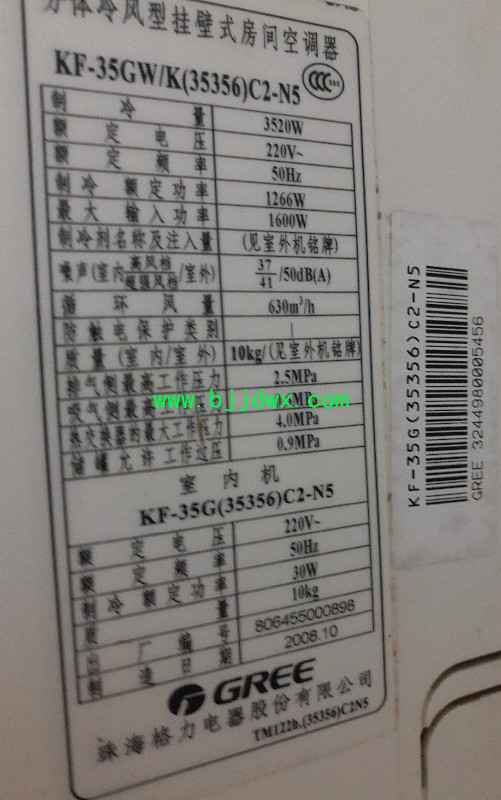 分体冷风型挂壁式房间空调器
KF-35GW/K(35356)C2-N5
制冷量 3520W
额定电压 220V~
额定频率 50Hz
制冷额定功率 1266W
最大输入功率 1600W
制冷剂名称及注入量 (见室外机铭牌)
噪声(室内高风档/超强风档/室外) 37/41/50dB(A)
循环风量 630m³/h
防触电保护类别 |
质量(室内/室外) 10kg/(见室外机铭牌)
排气侧最高工作压力 2.5MPa
吸气侧最高 MPa
www.bjjdwx.com
热交换器的最大工作压力 4.0MPa
储罐允许工作过压 0.9MPa
室内机
KF-35G(35356)C2-N5
额定电压 220V~
额定频率 50Hz
制冷额定功率 30W
质量 10kg
出厂编号 806455000898
制造日期 2008.10
GREE
珠海格力电器股份有限公司
TM122b.(35356)C2N5
KF-35G(35356)C2-N5
GREE 3244980005456